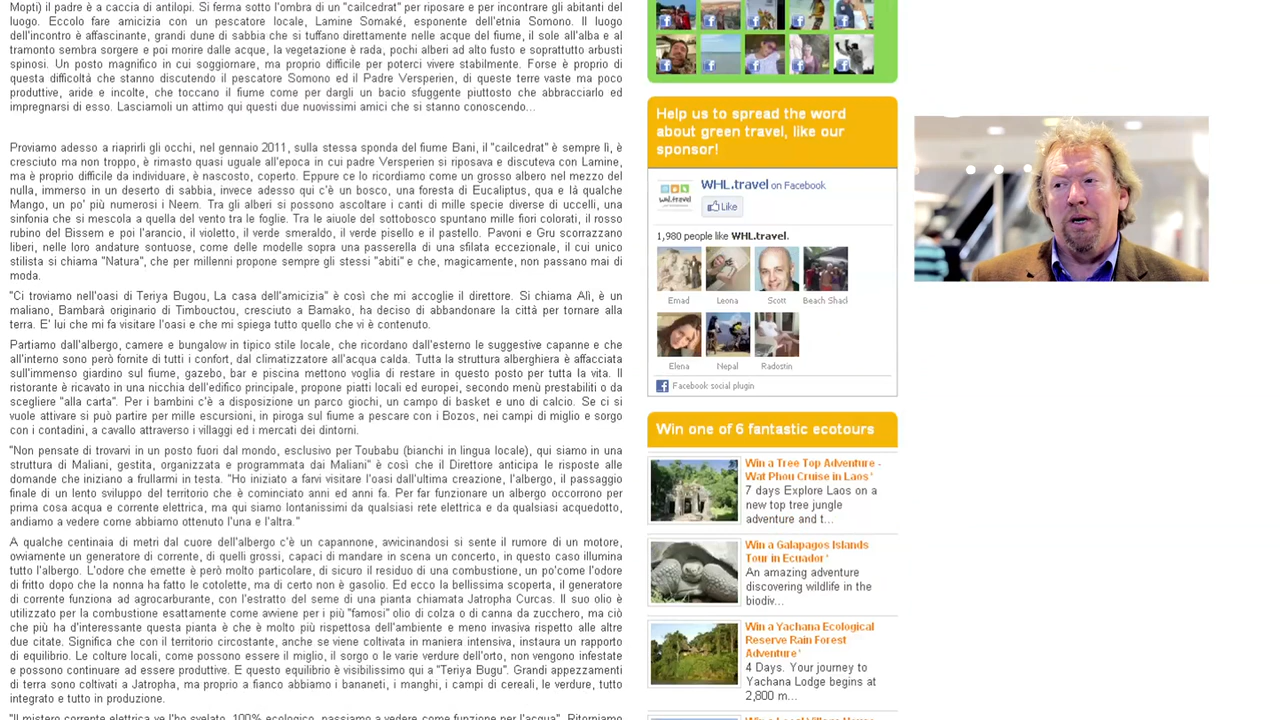 Mopti) il padre è a caccia di antilopi. Si ferma sotto l'ombra di un "cailcedrat" per riposare e per incontrare gli abitanti del
luogo. Eccolo fare amicizia con un pescatore locale, Lamine Somaké, esponente dell'etnia Somono. Il luogo
dell'incontro è affascinante, grandi dune di sabbia che si tuffano direttamente nelle acque del fiume, il sole all'alba e al
tramonto sembra sorgere e poi morire dalle acque, la vegetazione è rada, pochi alberi ad alto fusto e soprattutto arbusti
spinosi. Un posto magnifico in cui soggiornare, ma proprio difficile per poterci vivere stabilmente. Forse è proprio di
questa difficoltà che stanno discutendo il pescatore Somono ed il Padre Versperien, di queste terre vaste ma poco
produttive, aride e incolte, che toccano il fiume come per dargli un bacio sfuggente piuttosto che abbracciarlo ed
impregnarsi di esso. Lasciamoli un attimo qui questi due nuovissimi amici che si stanno conoscendo...
Proviamo adesso a riaprirli gli occhi, nel gennaio 2011, sulla stessa sponda del fiume Bani, il "cailcedrat" è sempre lì, è
cresciuto ma non troppo, è rimasto quasi uguale all'epoca in cui padre Versperien si riposava e discuteva con Lamine,
ma è proprio difficile da individuare, è nascosto, coperto. Eppure ce lo ricordiamo come un grosso albero nel mezzo del
nulla, immerso in un deserto di sabbia, invece adesso qui c'è un bosco, una foresta di Eucaliptus, qua e là qualche
Mango, un po' più numerosi i Neem. Tra gli alberi si possono ascoltare i canti di mille specie diverse di uccelli, una
sinfonia che si mescola a quella del vento tra le foglie. Tra le aiuole del sottobosco spuntano mille fiori colorati, il rosso
rubino del Bissem e poi l'arancio, il violetto, il verde smeraldo, il verde pisello e il pastello. Pavoni e Gru scorrazzano
liberi, nelle loro andature sontuose, come delle modelle sopra una passerella di una sfilata eccezionale, il cui unico
stilista si chiama "Natura", che per millenni propone sempre gli stessi "abiti" e che, magicamente, non passano mai di
moda.
"Ci troviamo nell'oasi di Teriya Bugou, La casa dell'amicizia" è così che mi accoglie il direttore. Si chiama Alì, è un
maliano, Bambarà originario di Timbouctou, cresciuto a Bamako, ha deciso di abbandonare la città per tornare alla
terra. E' lui che mi fa visitare l'oasi e che mi spiega tutto quello che vi è contenuto.
Partiamo dall'albergo, camere e bungalow in tipico stile locale, che ricordano dall'esterno le suggestive capanne e che
all'interno sono però fornite di tutti i confort, dal climatizzatore all'acqua calda. Tutta la struttura alberghiera è affacciata
sull'immenso giardino sul fiume, gazebo, bar e piscina mettono voglia di restare in questo posto per tutta la vita. Il
ristorante è ricavato in una nicchia dell'edifico principale, propone piatti locali ed europei, secondo menù prestabiliti o da
scegliere "alla carta". Per i bambini c'è a disposizione un parco giochi, un campo di basket e uno di calcio. Se ci si
vuole attivare si può partire per mille escursioni, in piroga sul fiume a pescare con i Bozos, nei campi di miglio e sorgo
con i contadini, a cavallo attraverso i villaggi ed i mercati dei dintorni.
"Non pensate di trovarvi in un posto fuori dal mondo, esclusivo per Toubabu (bianchi in lingua locale), qui siamo in una
struttura di Maliani, gestita, organizzata e programmata dai Maliani" è così che il Direttore anticipa le risposte alle
domande che iniziano a frullarmi in testa. "Ho iniziato a farvi visitare l'oasi dall'ultima creazione, l'albergo, il passaggio
finale di un lento sviluppo del territorio che è cominciato anni ed anni fa. Per far funzionare un albergo occorrono per
prima cosa acqua e corrente elettrica, ma qui siamo lontanissimi da qualsiasi rete elettrica e da qualsiasi acquedotto,
andiamo a vedere come abbiamo ottenuto l'una e l'altra."
A qualche centinaia di metri dal cuore dell'albergo c'è un capannone, avvicinandosi si sente il rumore di un motore,
ovviamente un generatore di corrente, di quelli grossi, capaci di mandare in scena un concerto, in questo caso illumina
tutto l'albergo. L'odore che emette è però molto particolare, di sicuro il residuo di una combustione, un po'come l'odore
di fritto dopo che la nonna ha fatto le cotolette, ma di certo non è gasolio. Ed ecco la bellissima scoperta, il generatore
di corrente funziona ad agrocarburante, con l'estratto del seme di una pianta chiamata Jatropha Curcas. Il suo olio è
utilizzato per la combustione esattamente come avviene per i più "famosi" olio di colza o di canna da zucchero, ma ciò
che più ha d'interessante questa pianta è che è molto più rispettosa dell'ambiente e meno invasiva rispetto alle altre
due citate. Significa che con il territorio circostante, anche se viene coltivata in maniera intensiva, instaura un rapporto
di equilibrio. Le colture locali, come possono essere il miglio, il sorgo o le varie verdure dell'orto, non vengono infestate
e possono continuare ad essere produttive. E questo equilibrio è visibilissimo qui a "Teriya Bugu". Grandi appezzamenti
di terra sono coltivati a Jatropha, ma proprio a fianco abbiamo i bananeti, i manghi, i campi di cereali, le verdure, tutto
integrato e tutto in produzione.
"Il mistero corrente elettrica ve l'ho svelato, 100% ecologico, passiamo a vedere come funziona per l'acqua". Ritorniamo
Help us to spread the word
about green travel, like our
sponsor!
whl.travel
WHL.travel on Facebook
Like
1,980 people like WHL.travel.
Emad Leona Scott Beach Shack
Elena Nepal Radostin
Facebook social plugin
Win one of 6 fantastic ecotours
Win a Tree Top Adventure -
Wat Phou Cruise in Laos*
7 days Explore Laos on a
new top tree jungle
adventure and t...
Win a Galapagos Islands
Tour in Ecuador*
An amazing adventure
discovering wildlife in the
biodiv...
Win a Yachana Ecological
Reserve Rain Forest
Adventure*
4 Days. Your journey to
Yachana Lodge begins at
2,800 m...